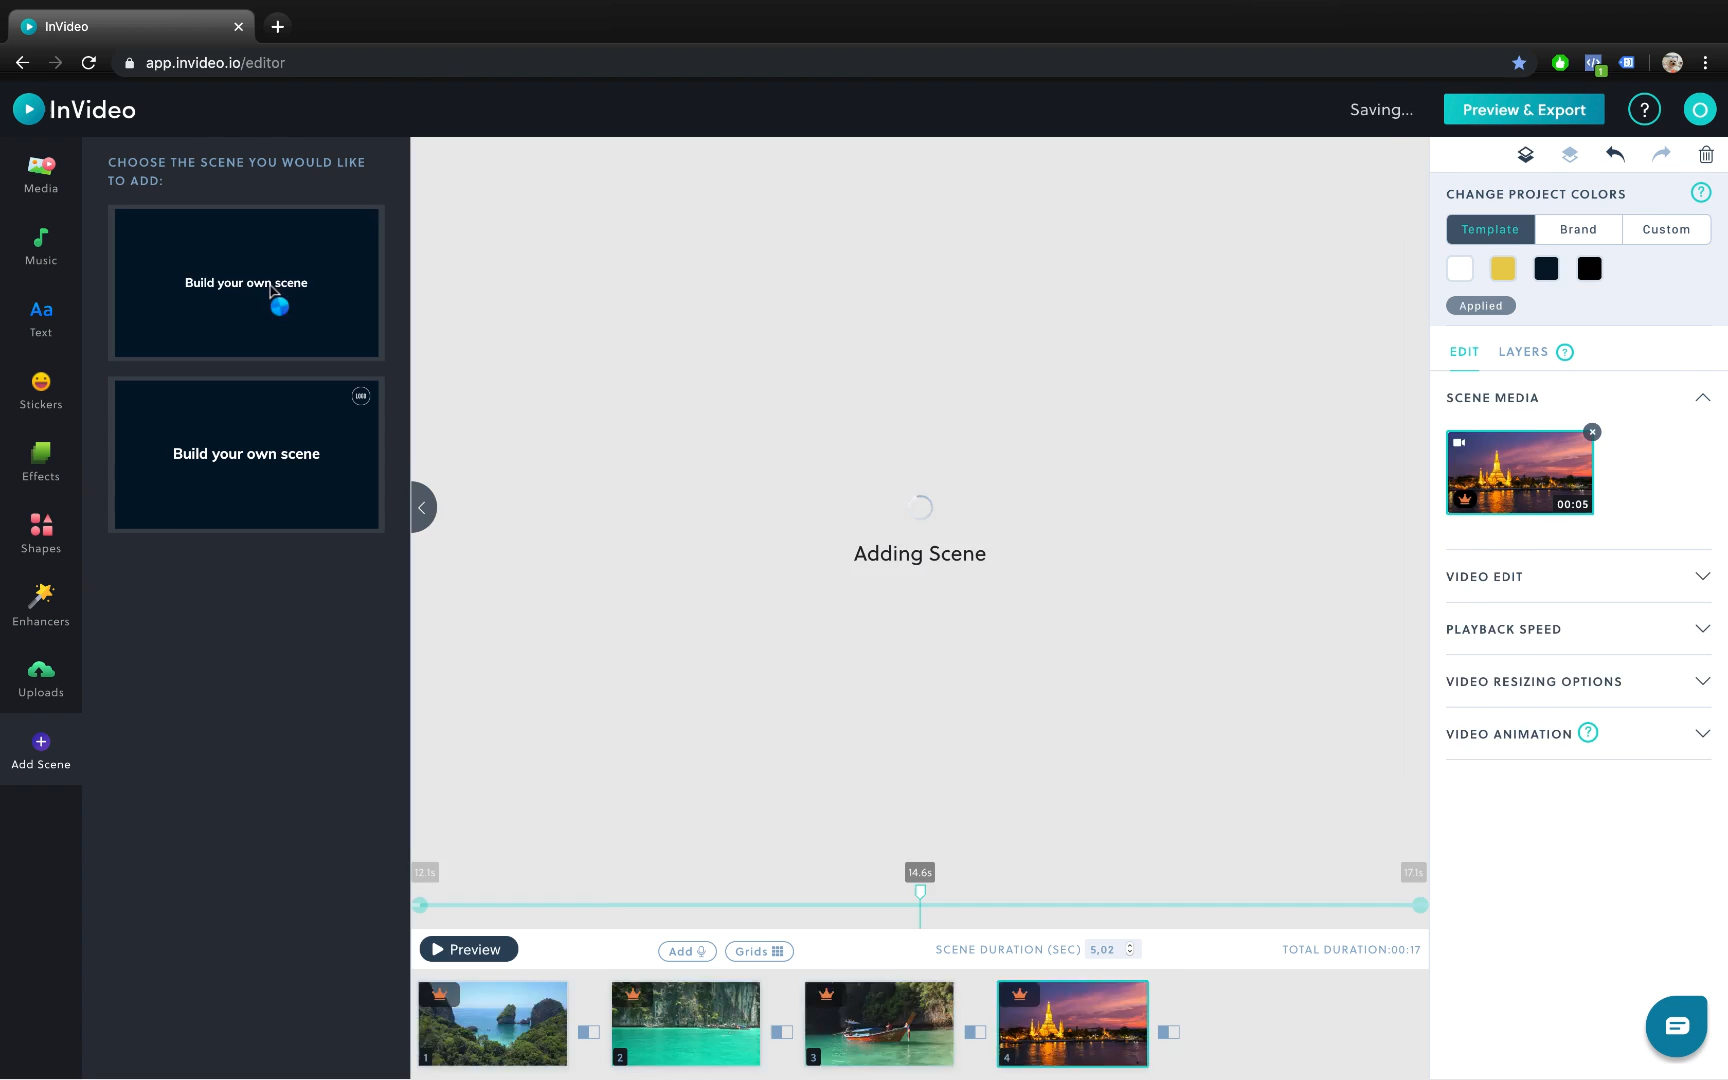 InVideo
app.invideo.io/editor
1
InVideo
Saving...
Preview & Export
?
Media
Music
Aa
Text
Stickers
Effects
Shapes
Enhancers
Uploads
Add Scene
CHOOSE THE SCENE YOU WOULD LIKE
TO ADD:
Build your own scene
LOGO
Build your own scene
Adding Scene
12.1s
14.6s
17.1s
Preview
Add
Grids
SCENE DURATION (SEC)
5,02
TOTAL DURATION:00:17
1
2
3
4
CHANGE PROJECT COLORS
?
Template
Brand
Custom
Applied
EDIT
LAYERS
?
SCENE MEDIA
00:05
VIDEO EDIT
PLAYBACK SPEED
VIDEO RESIZING OPTIONS
VIDEO ANIMATION
?